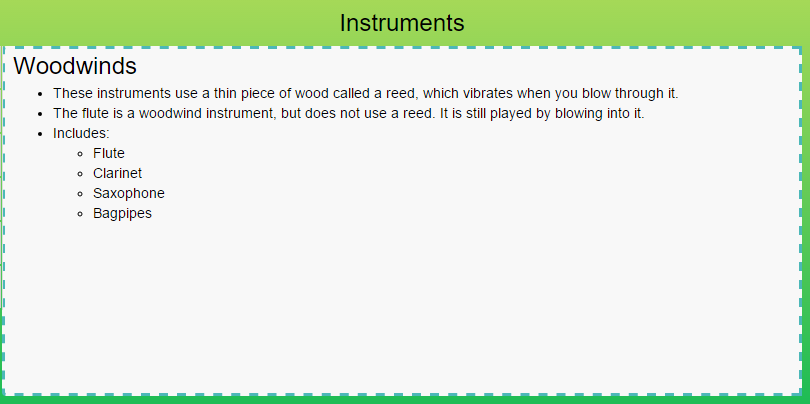 Instruments
Woodwinds
• These instruments use a thin piece of wood called a reed, which vibrates when you blow through it.
• The flute is a woodwind instrument, but does not use a reed. It is still played by blowing into it.
• Includes:
◦ Flute
◦ Clarinet
◦ Saxophone
◦ Bagpipes